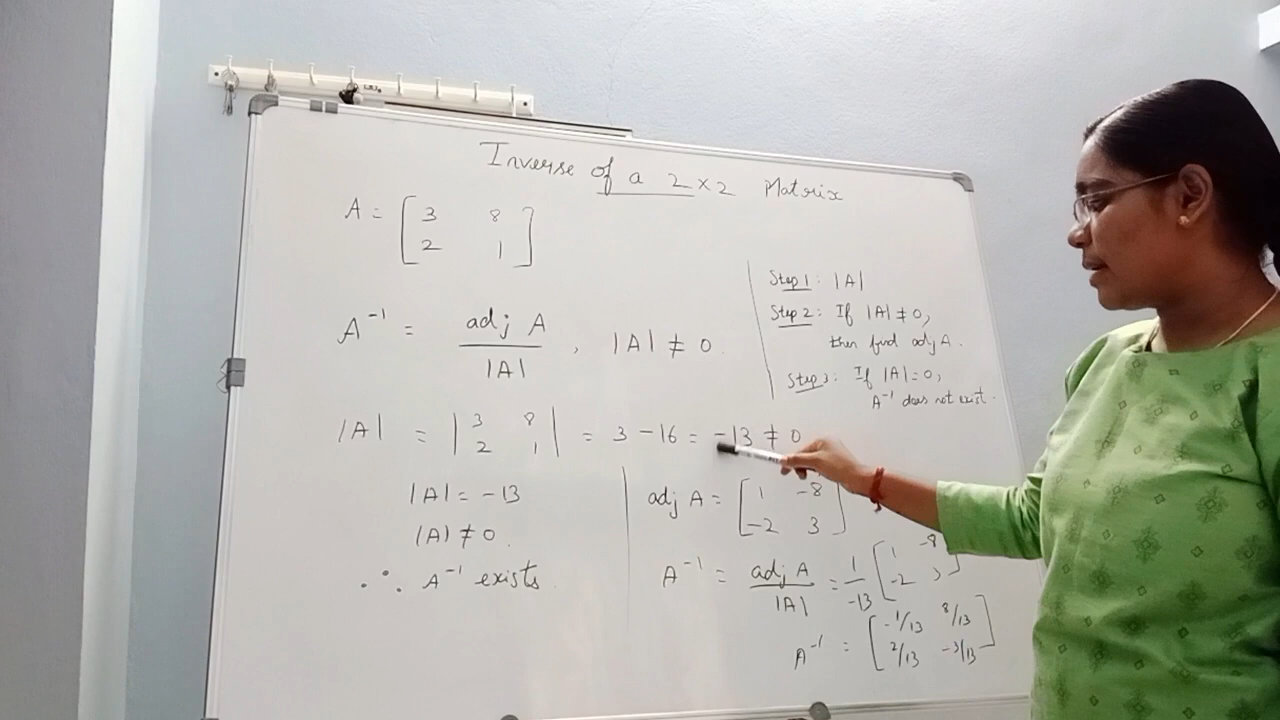 Inverse of a 2×2 Matrix
A = [ 3 8
2 1 ]
Step 1: |A|
Step 2: If |A| ≠ 0,
then find adj A.
Step 3: If |A| = 0,
A⁻¹ does not exist.
A⁻¹ = adj A / |A| , |A| ≠ 0
|A| = | 3 8
2 1 | = 3 - 16 = -13 ≠ 0
|A| = -13
|A| ≠ 0.
∴ A⁻¹ exists
adj A = [ 1 -8
-2 3 ]
A⁻¹ = adj A / |A| = 1 / -13 [ 1 -8
-2 3 ]
A⁻¹ = [ -1/13 8/13
2/13 -3/13 ]